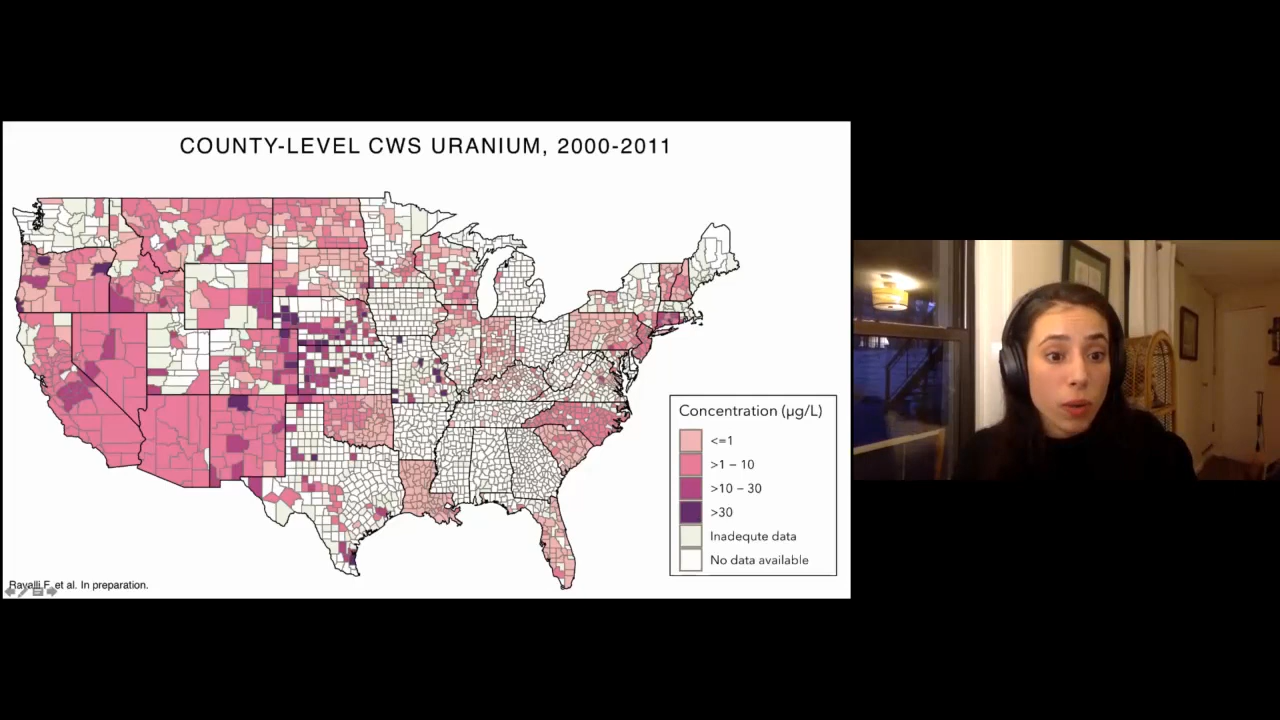 COUNTY-LEVEL CWS URANIUM, 2000-2011
Concentration (µg/L)
<=1
>1 – 10
>10 – 30
>30
Inadequte data
No data available
Ravalli F, et al. In preparation.